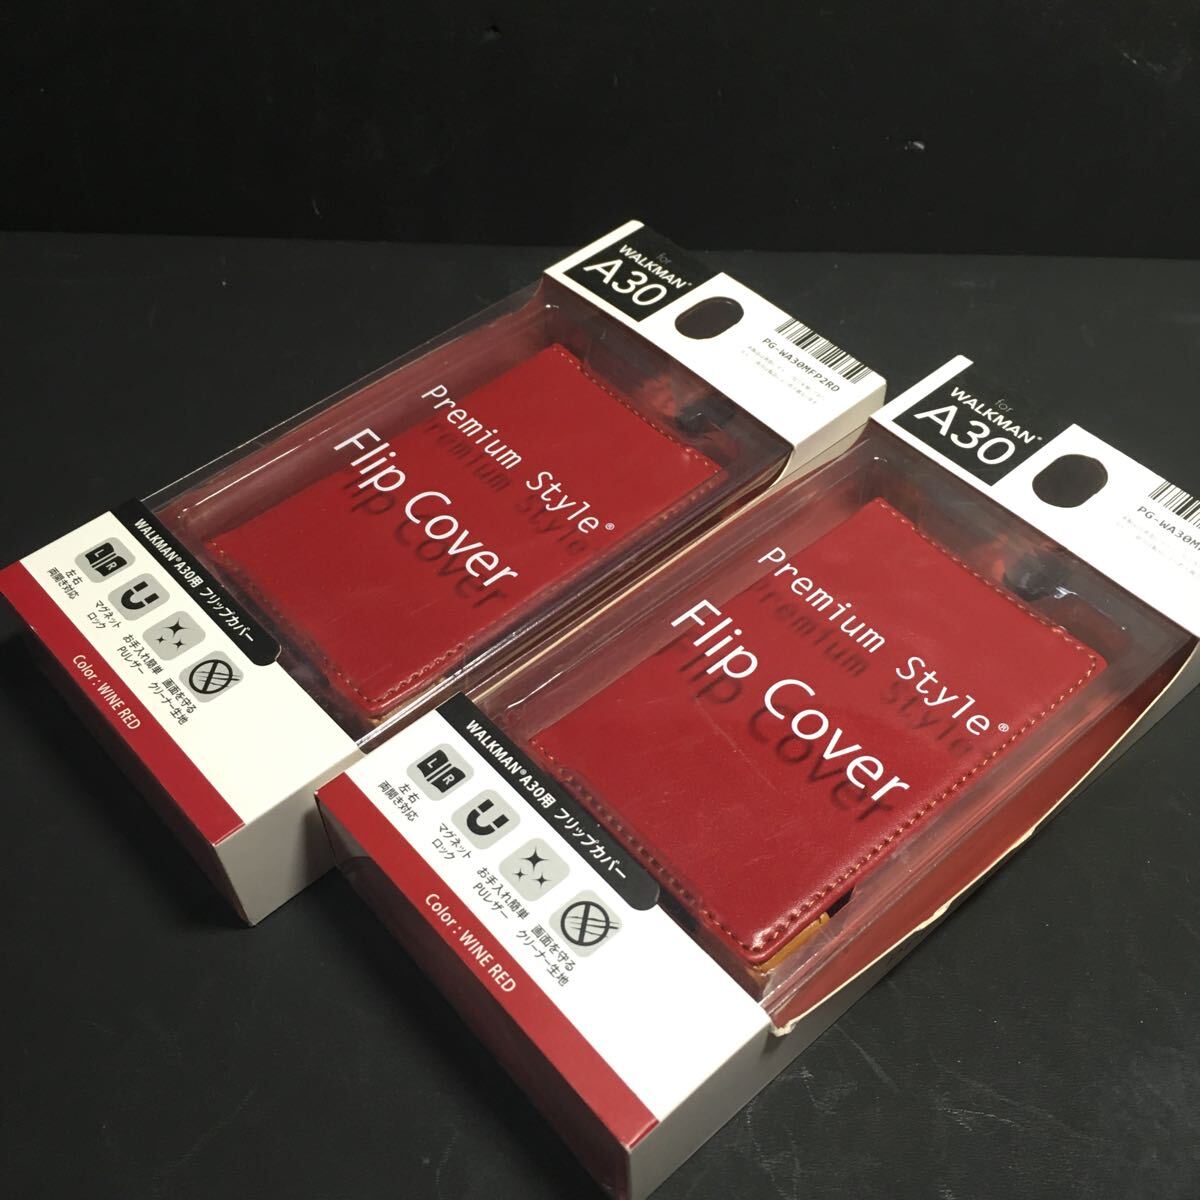 for
WALKMAN®
A30
PG-WA30MFP2RD
Premium Style®
Flip Cover
WALKMAN®A30用 フリップカバー
L R
左右
両開き対応
マグネット
ロック
お手入れ簡単
PUレザー
画面を守る
クリーナー生地
Color : WINE RED
for
WALKMAN®
A30
PG-WA30M
Premium Style®
Flip Cover
WALKMAN®A30用 フリップカバー
L R
左右
両開き対応
マグネット
ロック
お手入れ簡単
PUレザー
画面を守る
クリーナー生地
Color : WINE RED